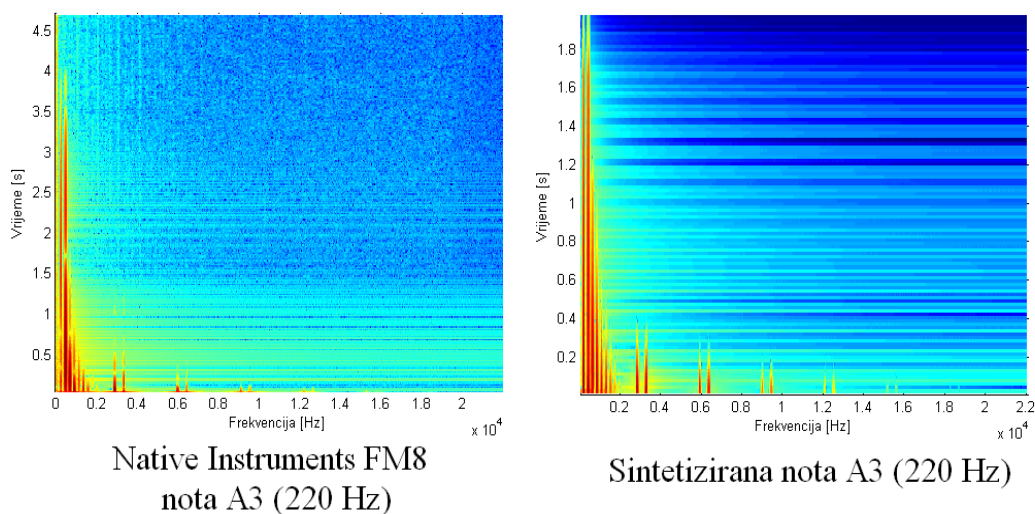 4.5
4
3.5
3
2.5
2
1.5
1
0.5
Vrijeme [s]
0 0.2 0.4 0.6 0.8 1 1.2 1.4 1.6 1.8 2
Frekvencija [Hz]
x 10^4
Native Instruments FM8
nota A3 (220 Hz)
1.8
1.6
1.4
1.2
1
0.8
0.6
0.4
0.2
Vrijeme [s]
0.2 0.4 0.6 0.8 1 1.2 1.4 1.6 1.8 2 2.2
Frekvencija [Hz]
x 10^4
Sintetizirana nota A3 (220 Hz)